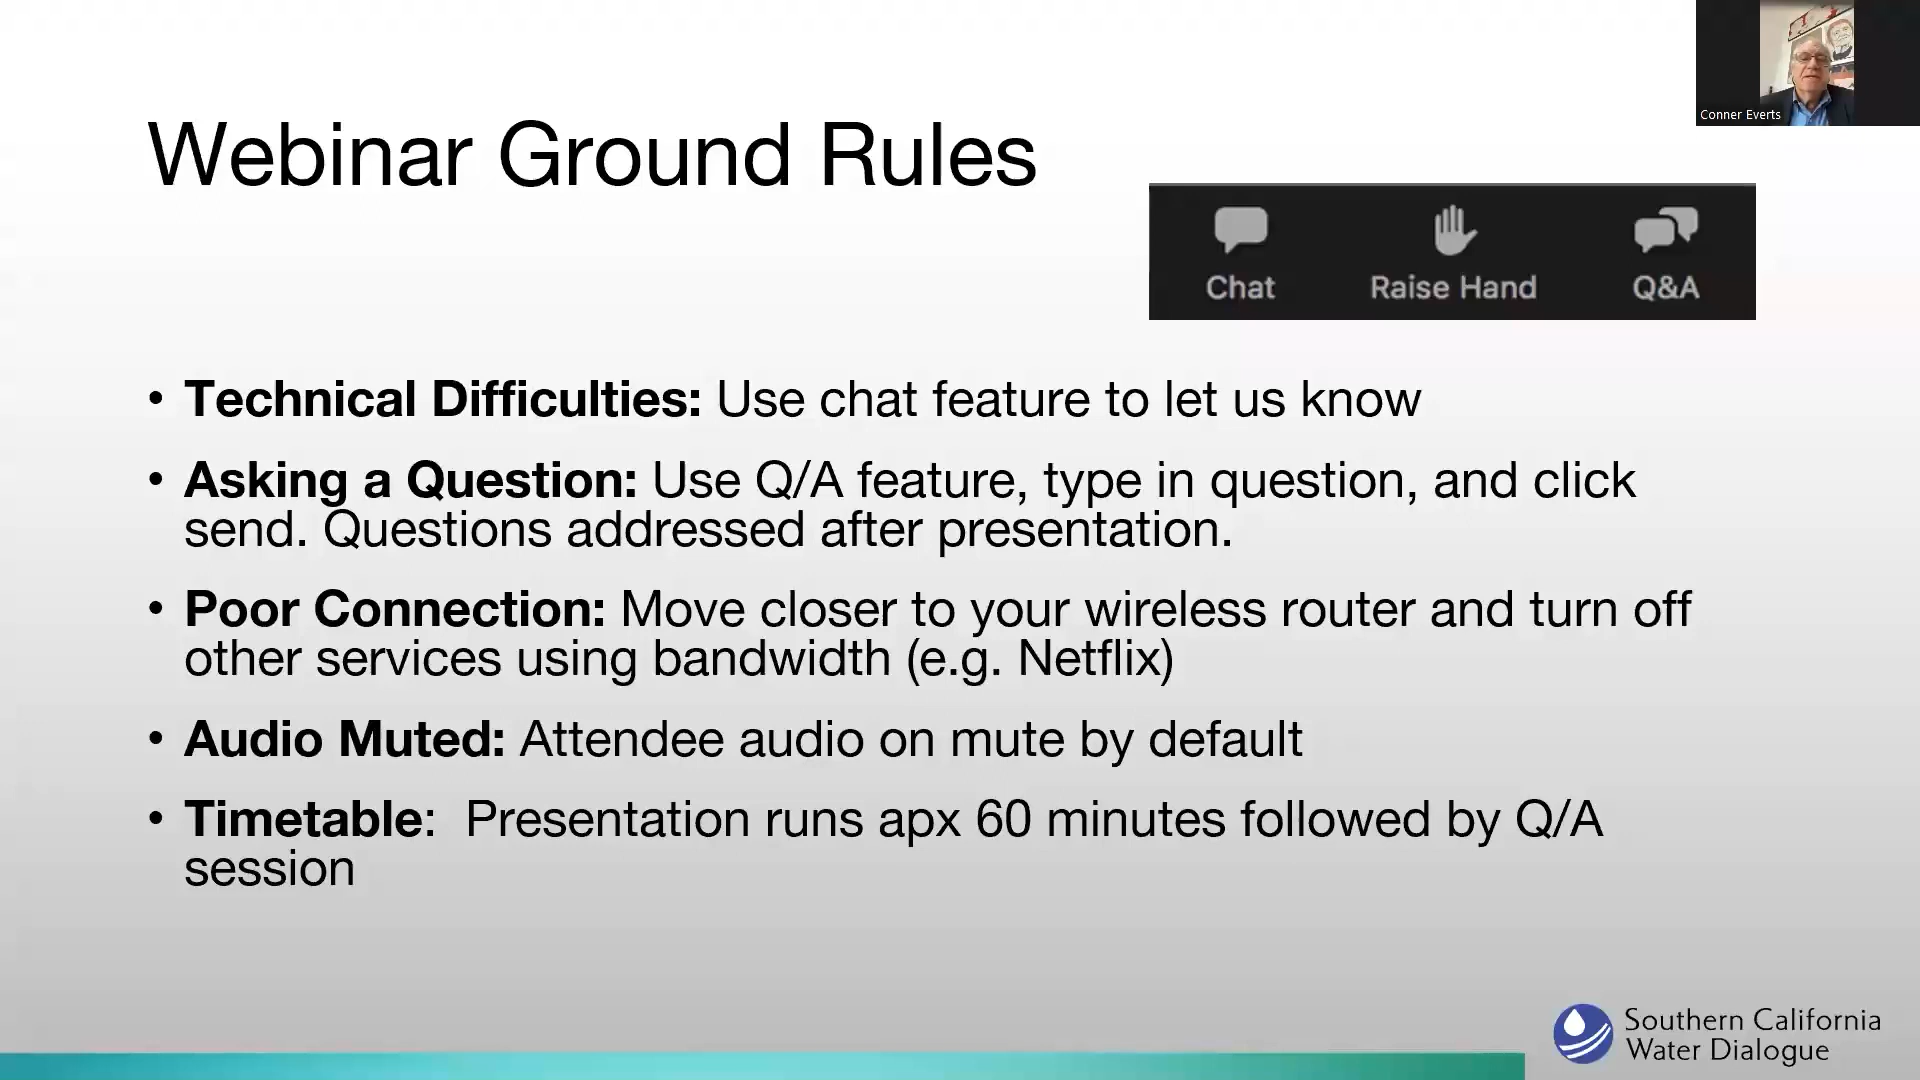 Conner Everts
Webinar Ground Rules
Chat
Raise Hand
Q&A
• Technical Difficulties: Use chat feature to let us know
• Asking a Question: Use Q/A feature, type in question, and click
send. Questions addressed after presentation.
• Poor Connection: Move closer to your wireless router and turn off
other services using bandwidth (e.g. Netflix)
• Audio Muted: Attendee audio on mute by default
• Timetable:  Presentation runs apx 60 minutes followed by Q/A
session
Southern California
Water Dialogue